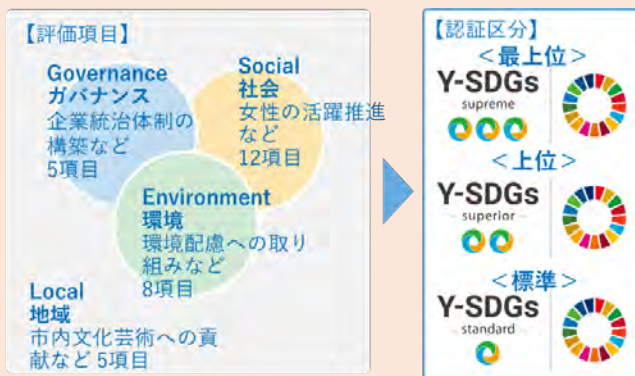 【評価項目】
Governance
ガバナンス
企業統治体制の
構築など
5項目
Social
社会
女性の活躍推進
など
12項目
Environment
環境
環境配慮への取り
組みなど
8項目
Local
地域
市内文化芸術への貢
献など 5項目
【認証区分】
＜最上位＞
Y-SDGs
supreme
＜上位＞
Y-SDGs
superior
＜標準＞
Y-SDGs
standard